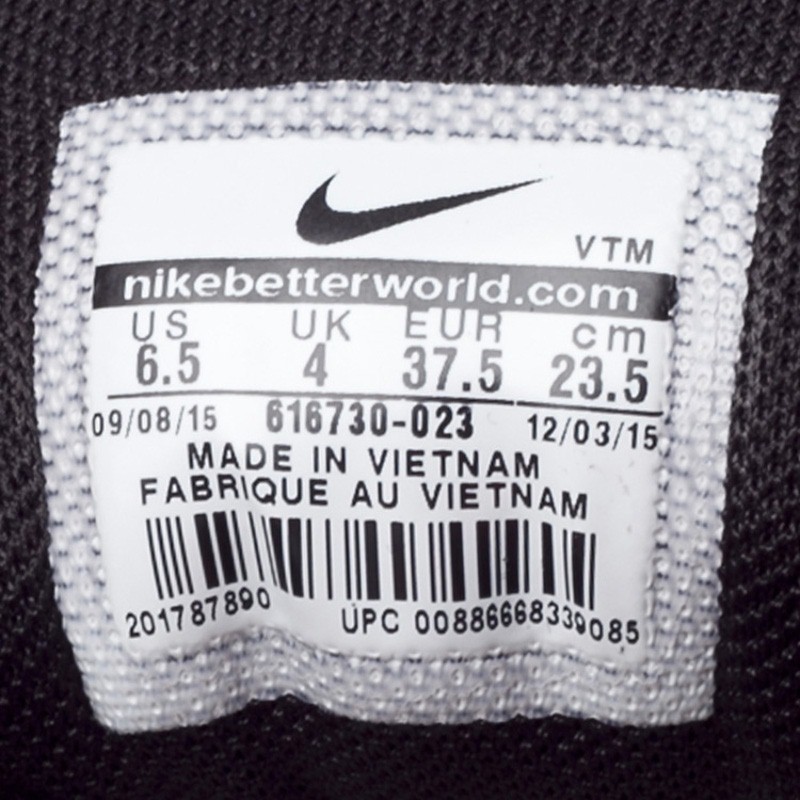 VTM
nikebetterworld.com
US UK EUR cm
6.5 4 37.5 23.5
09/08/15 616730-023 12/03/15
MADE IN VIETNAM
FABRIQUE AU VIETNAM
201787890 UPC 00886668339085